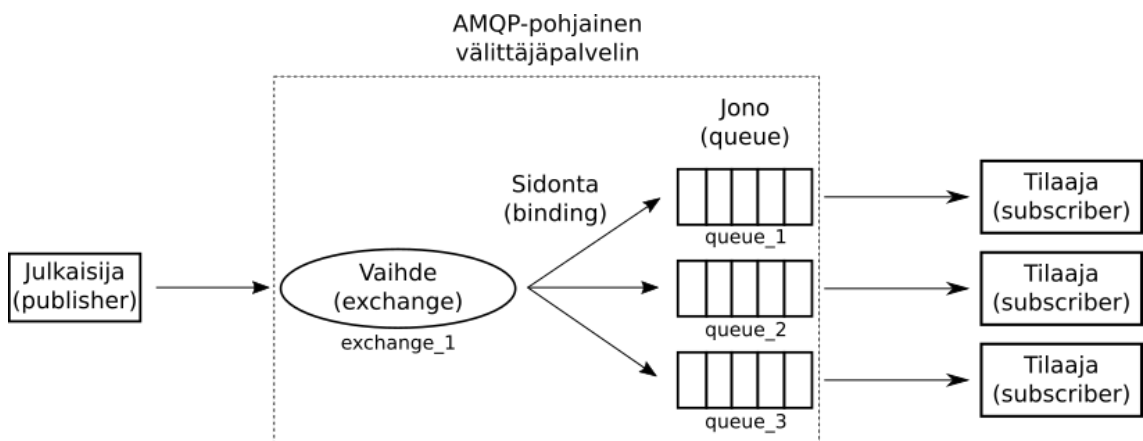 AMQP-pohjainen
välittäjäpalvelin
Jono
(queue)
Sidonta
(binding)
queue_1
Tilaaja
(subscriber)
Julkaisija
(publisher)
Vaihde
(exchange)
exchange_1
queue_2
Tilaaja
(subscriber)
queue_3
Tilaaja
(subscriber)